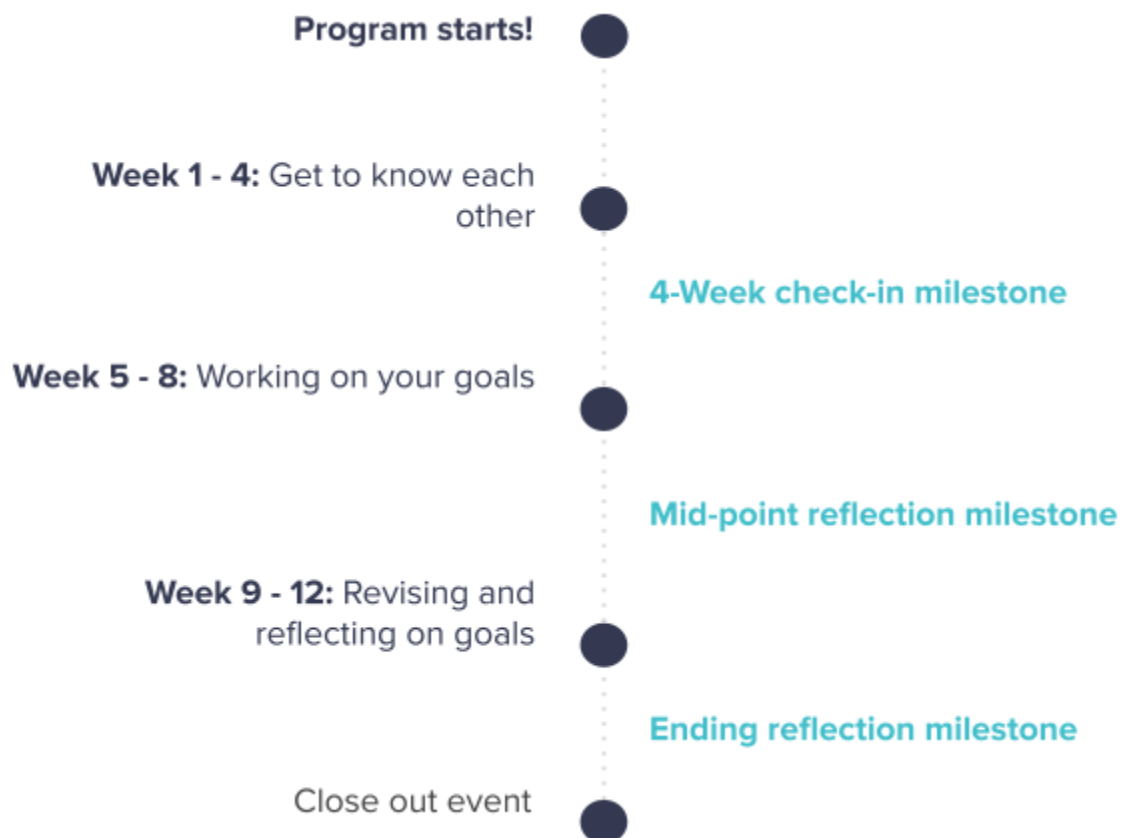 Program starts!
Week 1 - 4: Get to know each
other
4-Week check-in milestone
Week 5 - 8: Working on your goals
Mid-point reflection milestone
Week 9 - 12: Revising and
reflecting on goals
Ending reflection milestone
Close out event